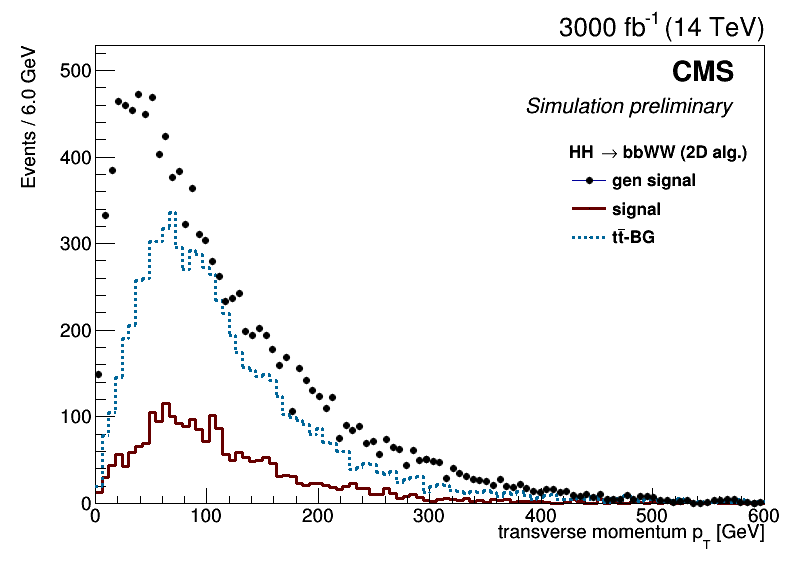 3000 fb-1 (14 TeV)
Events / 6.0 GeV
CMS
Simulation preliminary
HH → bbWW (2D alg.)
gen signal
signal
tt̄-BG
500
400
300
200
100
0
0 100 200 300 400 500 600
transverse momentum pT [GeV]